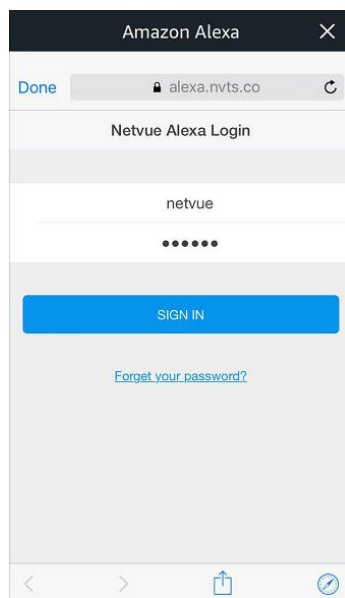 Amazon Alexa
Done alexa.nvts.co
Netvue Alexa Login
netvue
••••••
SIGN IN
Forget your password?